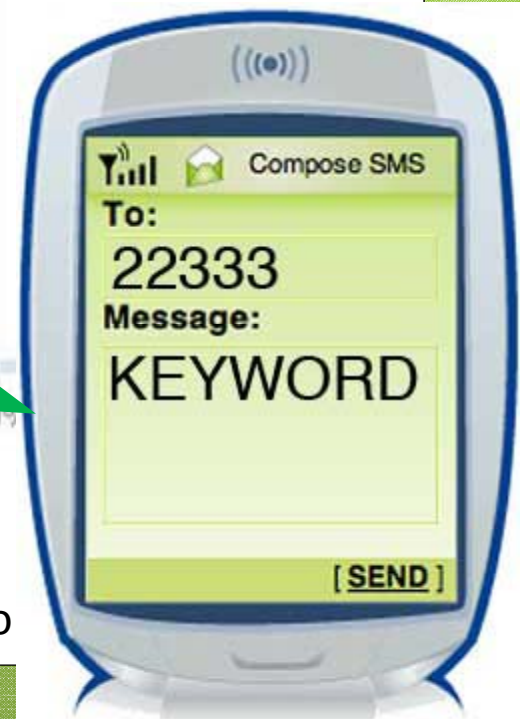 Compose SMS
To:
22333
Message:
KEYWORD
[ SEND ]